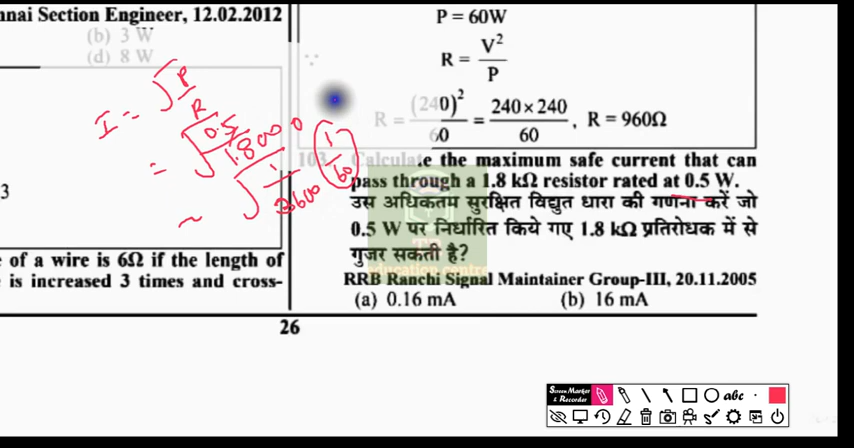 nnai Section Engineer, 12.02.2012
(b) 3 W
(d) 8 W
3
of a wire is 6Ω if the length of
is increased 3 times and cross-
I = √P/R
= √0.5/1.8000
~ √1/3600 (1/60)
P = 60W
R = V²/P
R = (240)²/60 = 240×240/60, R = 960Ω
103. Calculate the maximum safe current that can
pass through a 1.8 kΩ resistor rated at 0.5 W.
उस अधिकतम सुरक्षित विद्युत धारा की गणना करें जो
0.5 W पर निर्धारित किये गए 1.8 kΩ प्रतिरोधक में से
गुजर सकती है?
RRB Ranchi Signal Maintainer Group-III, 20.11.2005
(a) 0.16 mA (b) 16 mA
26
Screen Marker
& Recorder
abc